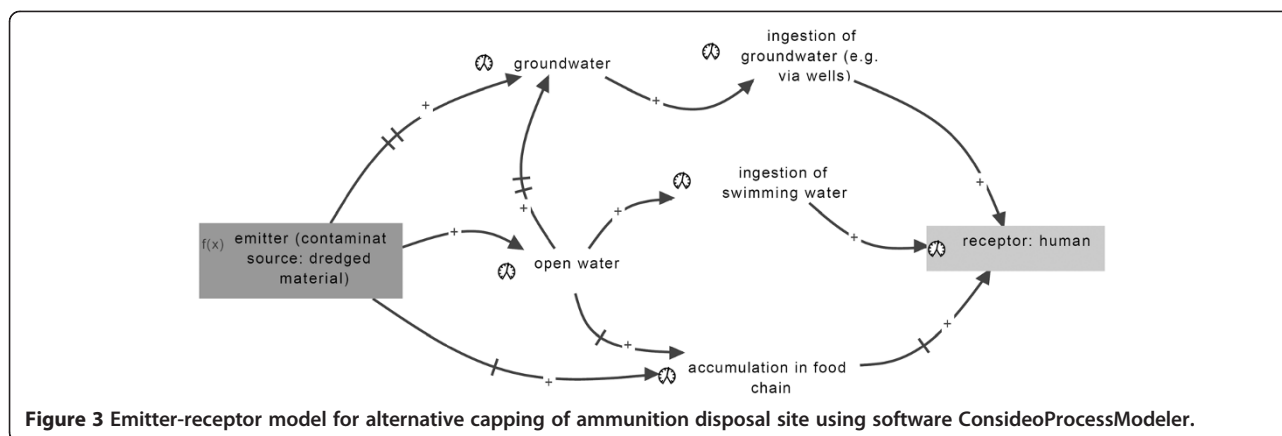 ingestion of
groundwater (e.g.
via wells)
groundwater
+
+
+
ingestion of
swimming water
+
+
+
+
f(x) emitter (contaminat
source: dredged
material)
open water
+
receptor: human
+
+
+
accumulation in food
chain
Figure 3 Emitter-receptor model for alternative capping of ammunition disposal site using software ConsideoProcessModeler.